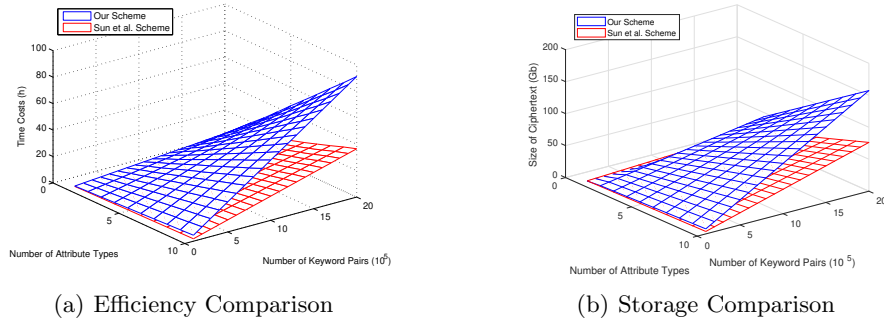 Our Scheme
Sun et al. Scheme
100
80
60
40
20
0
Time Costs (h)
0
5
10
Number of Attribute Types
0
5
10
15
20
Number of Keyword Pairs (10^5)
(a) Efficiency Comparison
Our Scheme
Sun et al. Scheme
200
150
100
50
0
Size of Ciphertext (Gb)
0
5
10
Number of Attribute Types
0
5
10
15
20
Number of Keyword Pairs (10 ^5)
(b) Storage Comparison